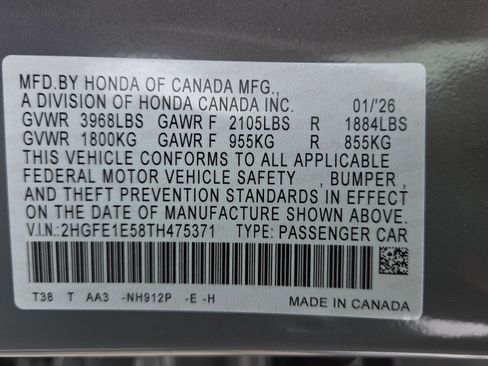 MFD.BY HONDA OF CANADA MFG.,
A DIVISION OF HONDA CANADA INC. 01/'26
GVWR 3968LBS GAWR F 2105LBS R 1884LBS
GVWR 1800KG GAWR F 955KG R 855KG
THIS VEHICLE CONFORMS TO ALL APPLICABLE
FEDERAL MOTOR VEHICLE SAFETY , BUMPER ,
AND THEFT PREVENTION STANDARDS IN EFFECT
ON THE DATE OF MANUFACTURE SHOWN ABOVE.
V.I.N.:2HGFE1E58TH475371 TYPE: PASSENGER CAR
T38 T AA3 -NH912P -E -H MADE IN CANADA